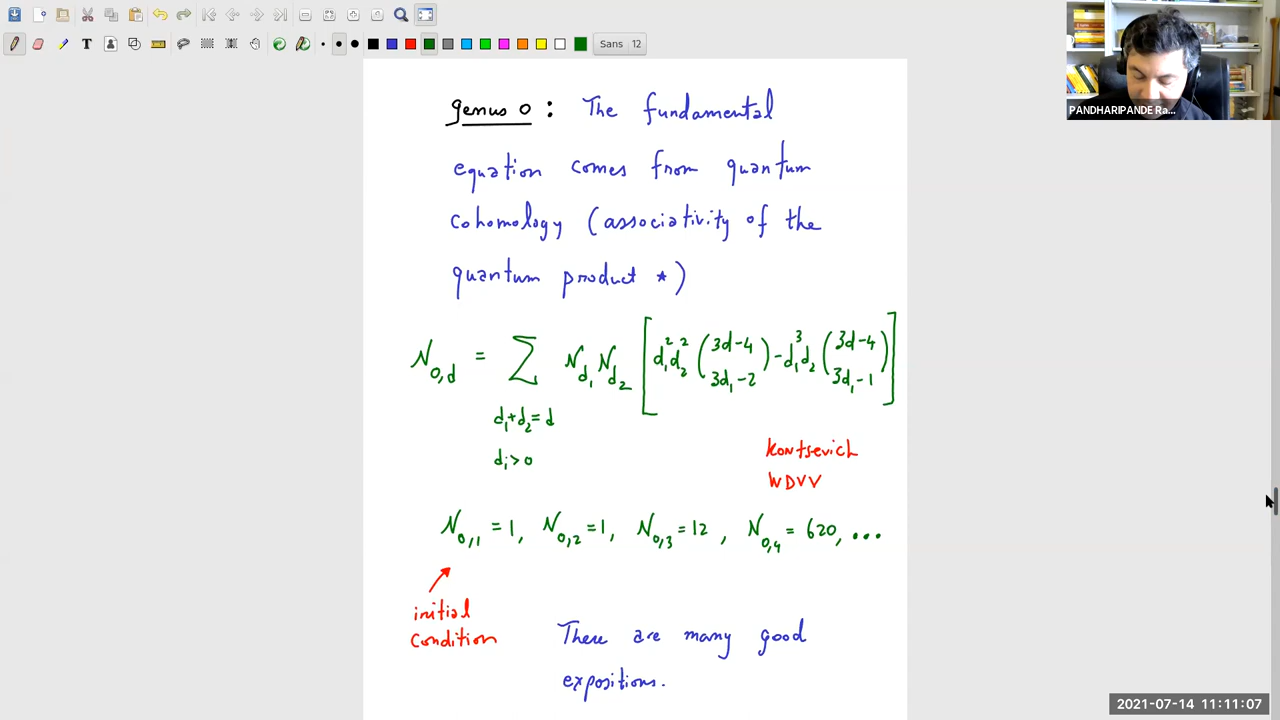 Sans 12
PANDHARIPANDE Ra...
genus 0 : The fundamental
equation comes from quantum
cohomology (associativity of the
quantum product ⋆)
N_{0,d} = ∑ N_{d_1} N_{d_2} [ d_1^2 d_2^2 (3d-4 \choose 3d_1-2) - d_1^3 d_2 (3d-4 \choose 3d_1-1) ]
d_1+d_2=d
d_i>0
Kontsevich
WDVV
N_{0,1} = 1, N_{0,2} = 1, N_{0,3} = 12, N_{0,4} = 620, ...
initial
condition
There are many good
expositions.
2021-07-14 11:11:07